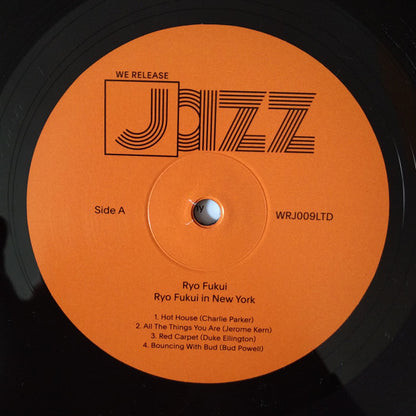 WE RELEASE
Jazz
Side A
WRJ009LTD
Ryo Fukui
Ryo Fukui in New York
1. Hot House (Charlie Parker)
2. All The Things You Are (Jerome Kern)
3. Red Carpet (Duke Ellington)
4. Bouncing With Bud (Bud Powell)